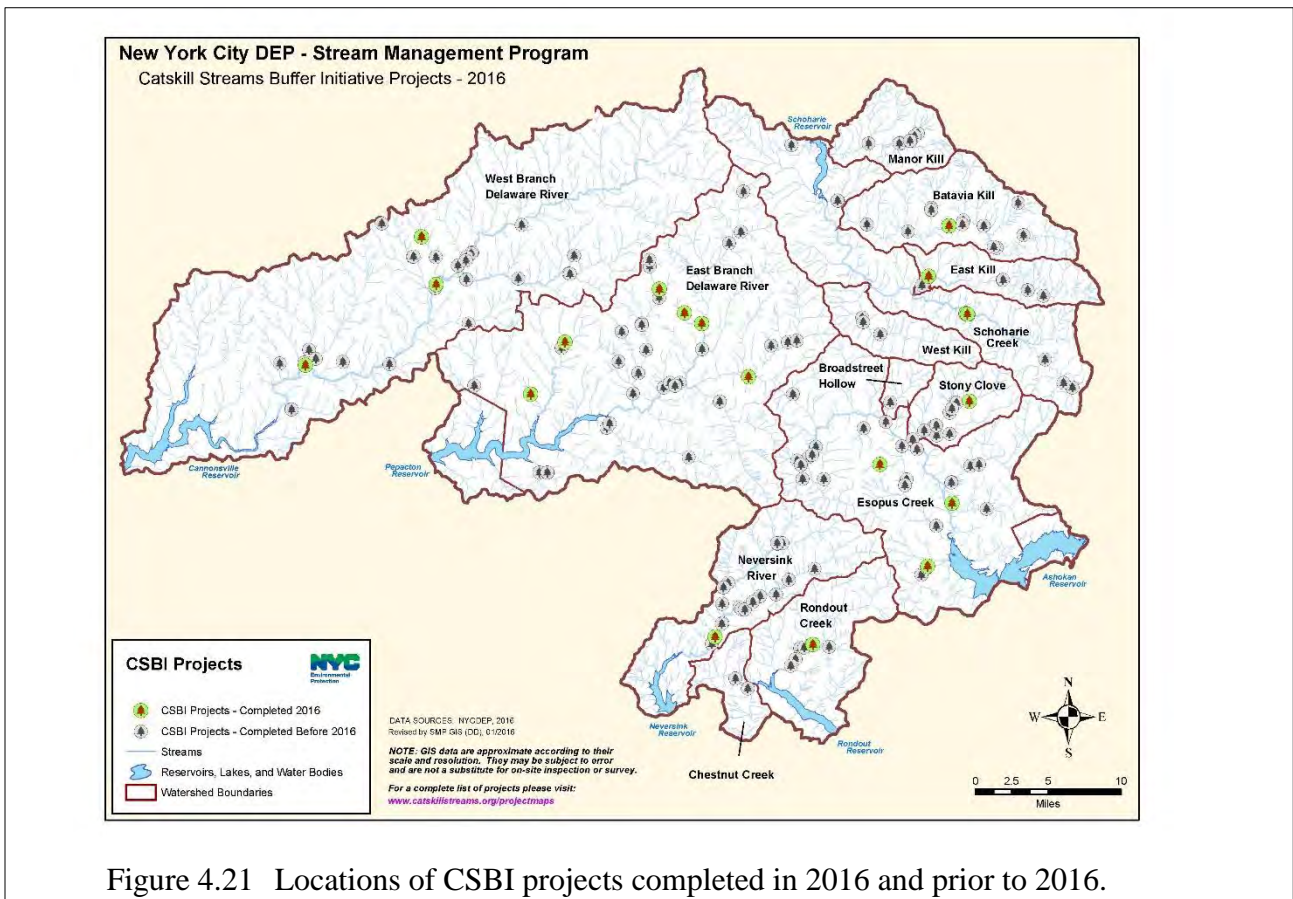 New York City DEP - Stream Management Program
Catskill Streams Buffer Initiative Projects - 2016
Schoharie
Reservoir
Manor Kill
West Branch
Delaware River
Batavia Kill
East Branch
Delaware River
East Kill
Schoharie
Creek
West Kill
Broadstreet
Hollow
Stony Clove
Cannonsville
Reservoir
Pepacton
Reservoir
Esopus Creek
Neversink
River
Ashokan
Reservoir
Rondout
Creek
CSBI Projects
NYC
Environmental
Protection
CSBI Projects - Completed 2016
CSBI Projects - Completed Before 2016
Streams
Reservoirs, Lakes, and Water Bodies
Watershed Boundaries
DATA SOURCES: NYCDEP, 2016
Revised by SMP GIS (DD), 01/2016
NOTE: GIS data are approximate according to their
scale and resolution. They may be subject to error
and are not a substitute for on-site inspection or survey.
For a complete list of projects please visit:
www.catskillstreams.org/projectmaps
Neversink
Reservoir
Rondout
Reservoir
Chestnut Creek
N
W E
S
0 2.5 5 10
Miles
Figure 4.21 Locations of CSBI projects completed in 2016 and prior to 2016.